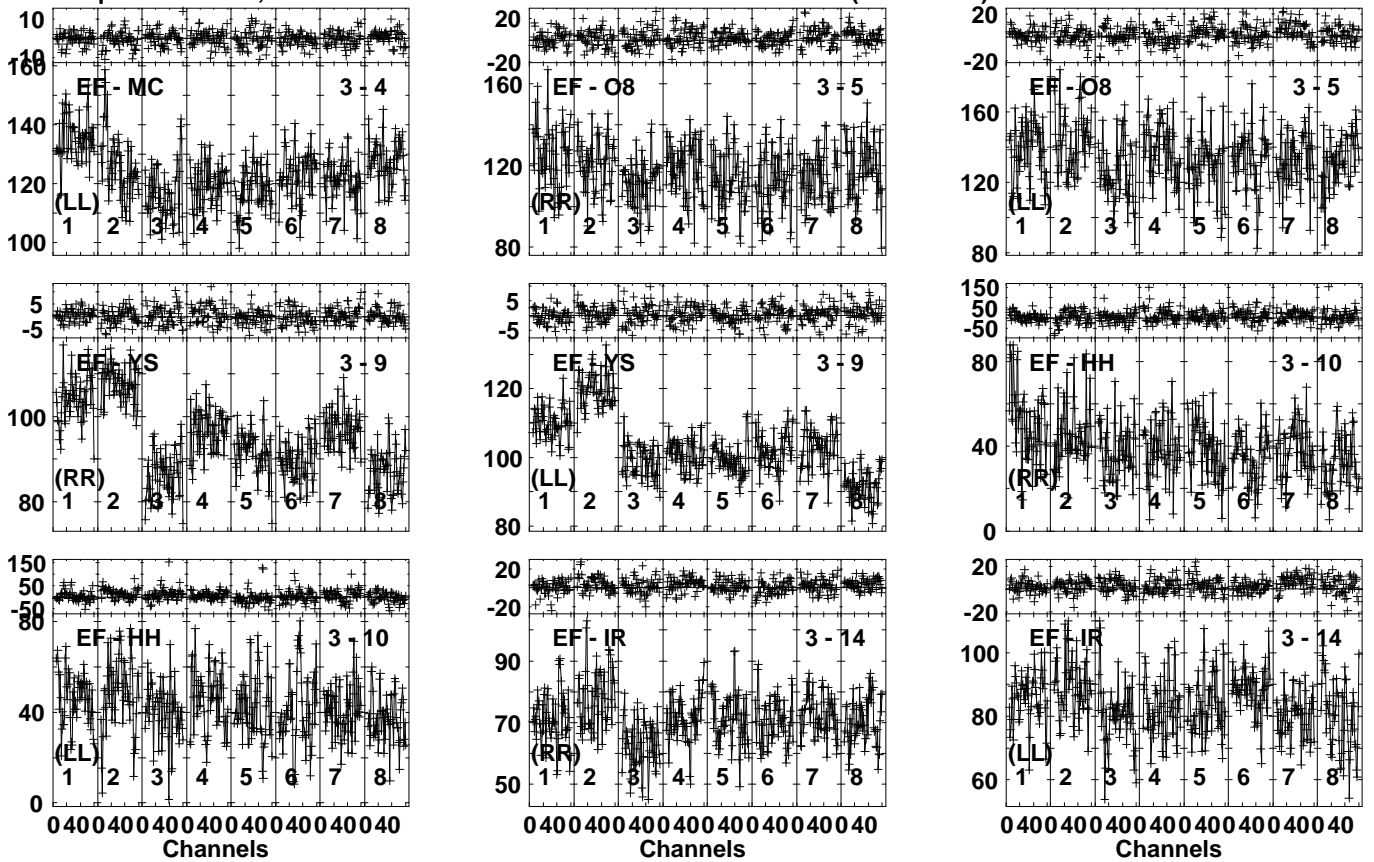 10
-10
160 EF - MC 3 - 4
140
120
(LL)
1 2 3 4 5 6 7 8
100
20
-20
160 EF - O8 3 - 5
120
(RR)
1 2 3 4 5 6 7 8
80
20
-20
160 EF - O8 3 - 5
120
(LL)
1 2 3 4 5 6 7 8
80
5
-5
EF - YS 3 - 9
100
(RR)
80 1 2 3 4 5 6 7 8
5
-5
EF - YS 3 - 9
120
100
(LL)
1 2 3 4 5 6 7 8
80
150
50
-50
80 EF - HH 3 - 10
40
(RR)
1 2 3 4 5 6 7 8
0
150
50
-50
80
EF - HH 3 - 10
40
(LL)
1 2 3 4 5 6 7 8
0
20
-20
EF - IR 3 - 14
90
70
(RR)
1 2 3 4 5 6 7 8
50
20
-20
EF - IR 3 - 14
100
80
(LL)
60 1 2 3 4 5 6 7 8
0 40 0 40 0 40 0 40 0 40 0 40 0 40 0 40
Channels
0 40 0 40 0 40 0 40 0 40 0 40 0 40 0 40
Channels
0 40 0 40 0 40 0 40 0 40 0 40 0 40 0 40
Channels